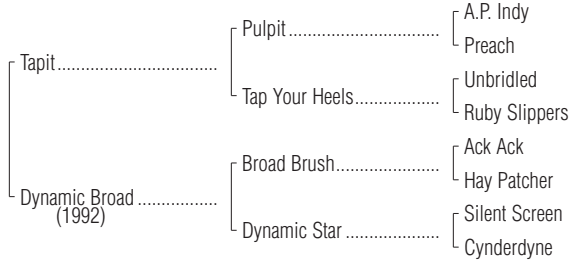 A.P. Indy
Pulpit
Preach
Tapit
Unbridled
Tap Your Heels
Ruby Slippers
Ack Ack
Broad Brush
Hay Patcher
Dynamic Broad
(1992)
Silent Screen
Dynamic Star
Cynderdyne